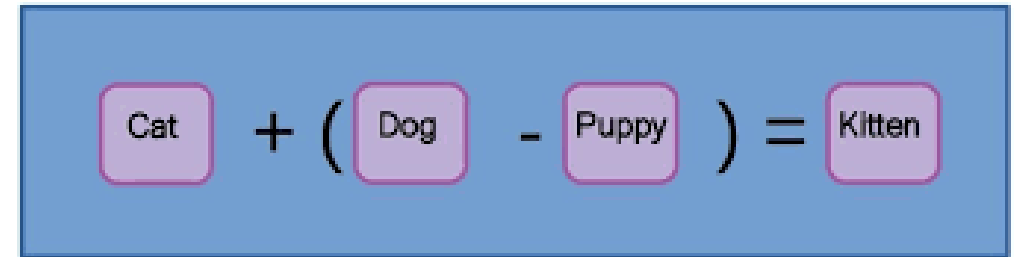 Cat + ( Dog - Puppy ) = Kitten